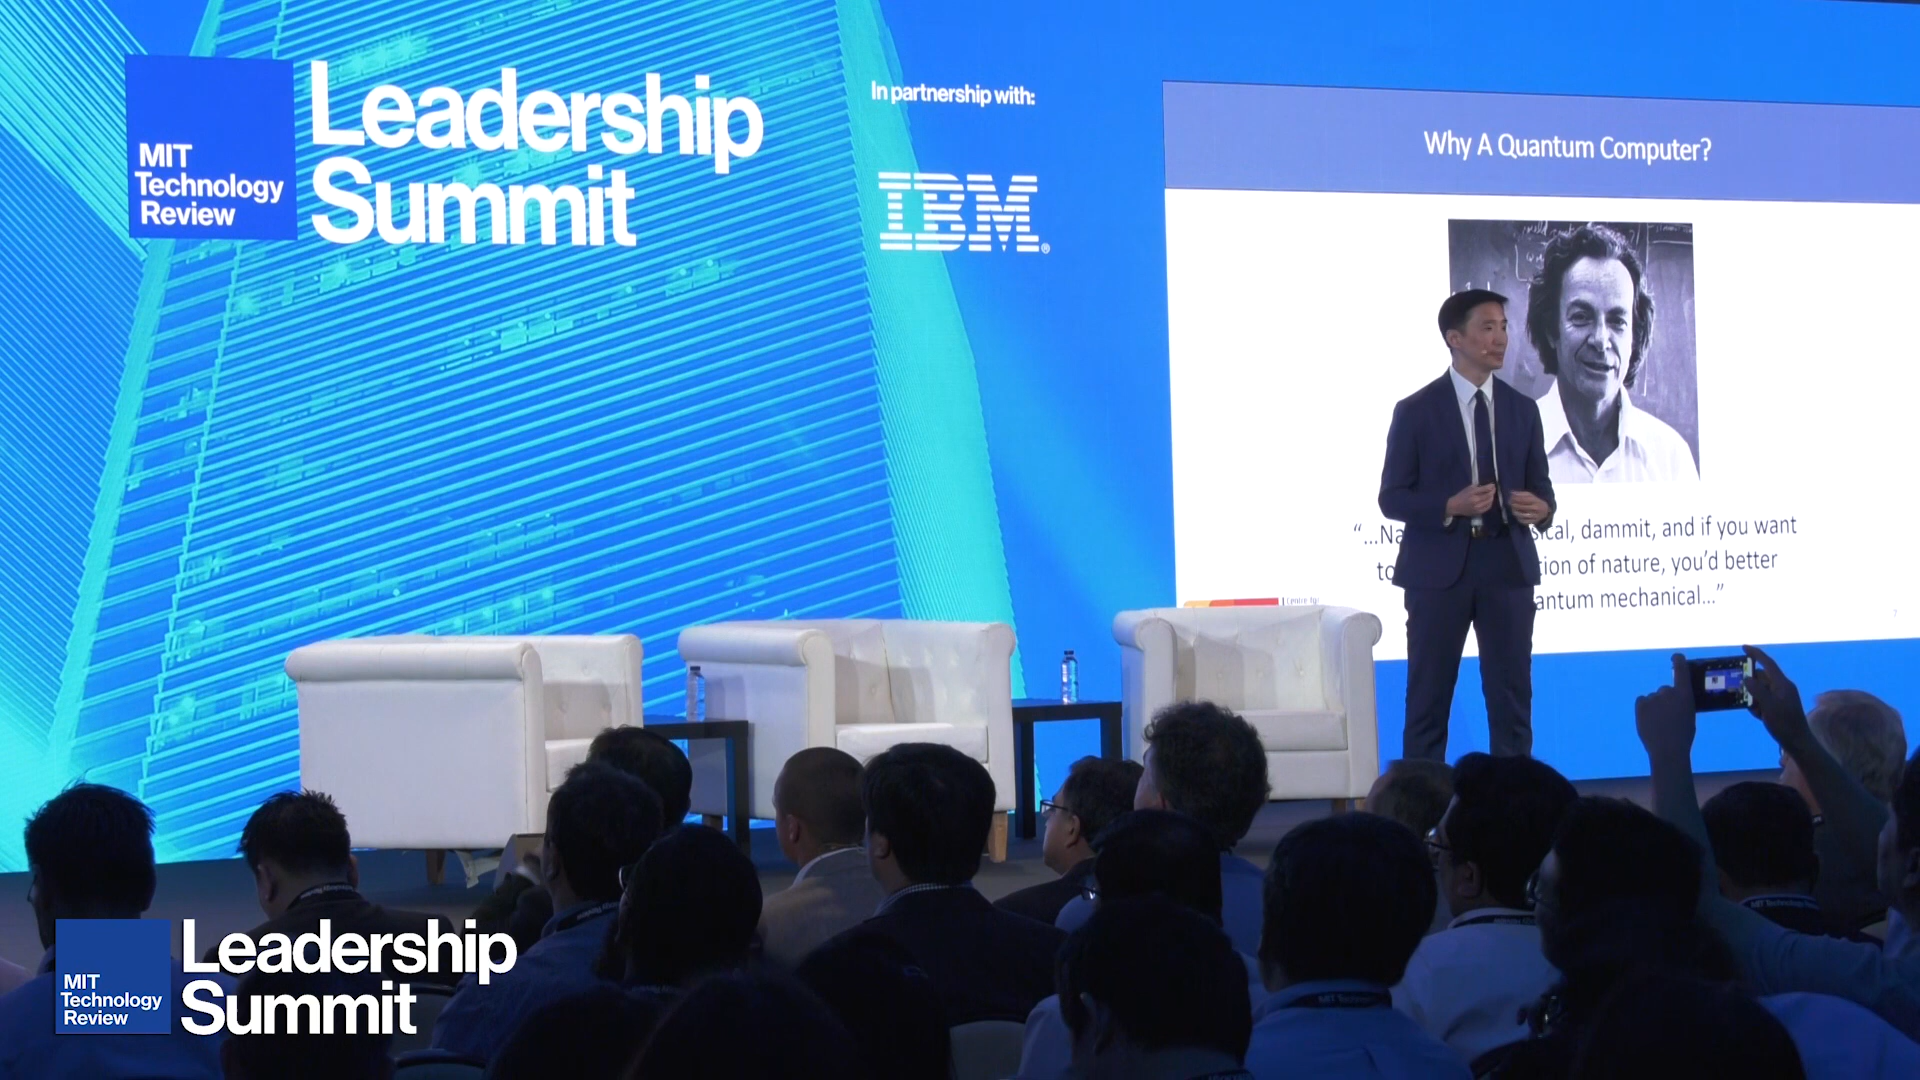 MIT
Technology
Review
Leadership
Summit
In partnership with:
IBM®
Why A Quantum Computer?
“...Na sical, dammit, and if you want
to tion of nature, you’d better
antum mechanical...”
7
MIT
Technology
Review
Leadership
Summit